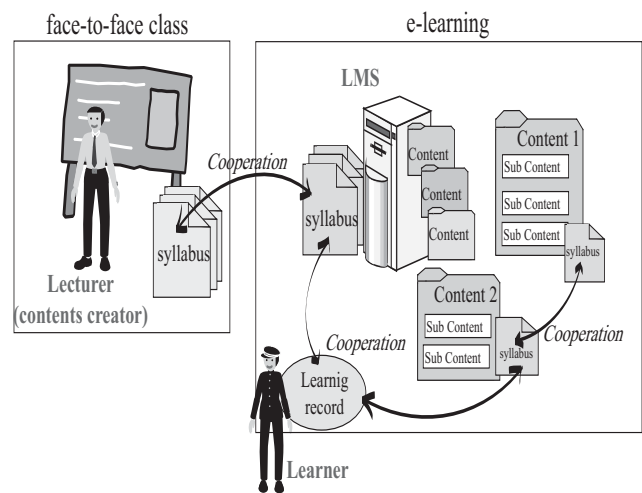 face-to-face class
e-learning
LMS
Cooperation
Content
Content
Content
Content 1
Sub Content
Sub Content
Sub Content
syllabus
syllabus
syllabus
Lecturer
(contents creator)
Content 2
Sub Content
Sub Content
syllabus
Cooperation
Cooperation
Learnig
record
Learner